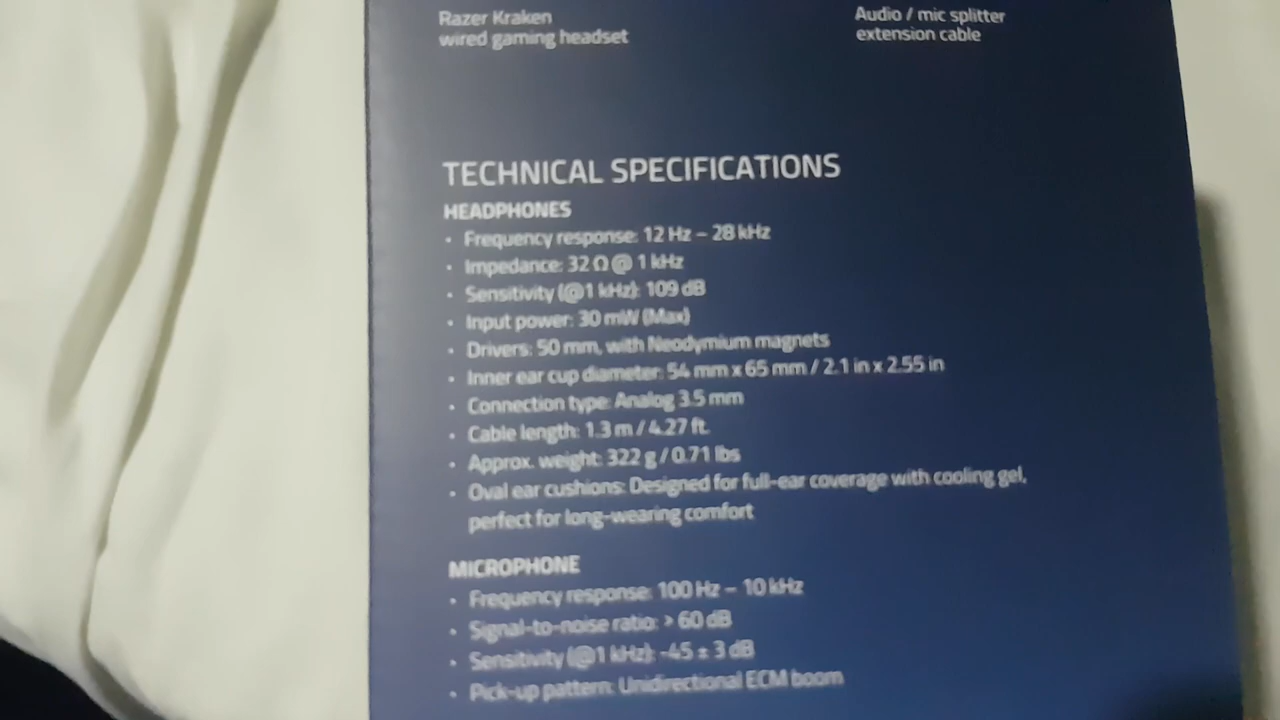 Razer Kraken
wired gaming headset
Audio / mic splitter
extension cable
TECHNICAL SPECIFICATIONS
HEADPHONES
• Frequency response: 12 Hz – 28 kHz
• Impedance: 32 Ω @ 1 kHz
• Sensitivity (@1 kHz): 109 dB
• Input power: 30 mW (Max)
• Drivers: 50 mm, with Neodymium magnets
• Inner ear cup diameter: 54 mm x 65 mm / 2.1 in x 2.55 in
• Connection type: Analog 3.5 mm
• Cable length: 1.3 m / 4.27 ft.
• Approx. weight: 322 g / 0.71 lbs
• Oval ear cushions: Designed for full-ear coverage with cooling gel,
perfect for long-wearing comfort
MICROPHONE
• Frequency response: 100 Hz – 10 kHz
• Signal-to-noise ratio: > 60 dB
• Sensitivity (@1 kHz): -45 ± 3 dB
• Pick-up pattern: Unidirectional ECM boom